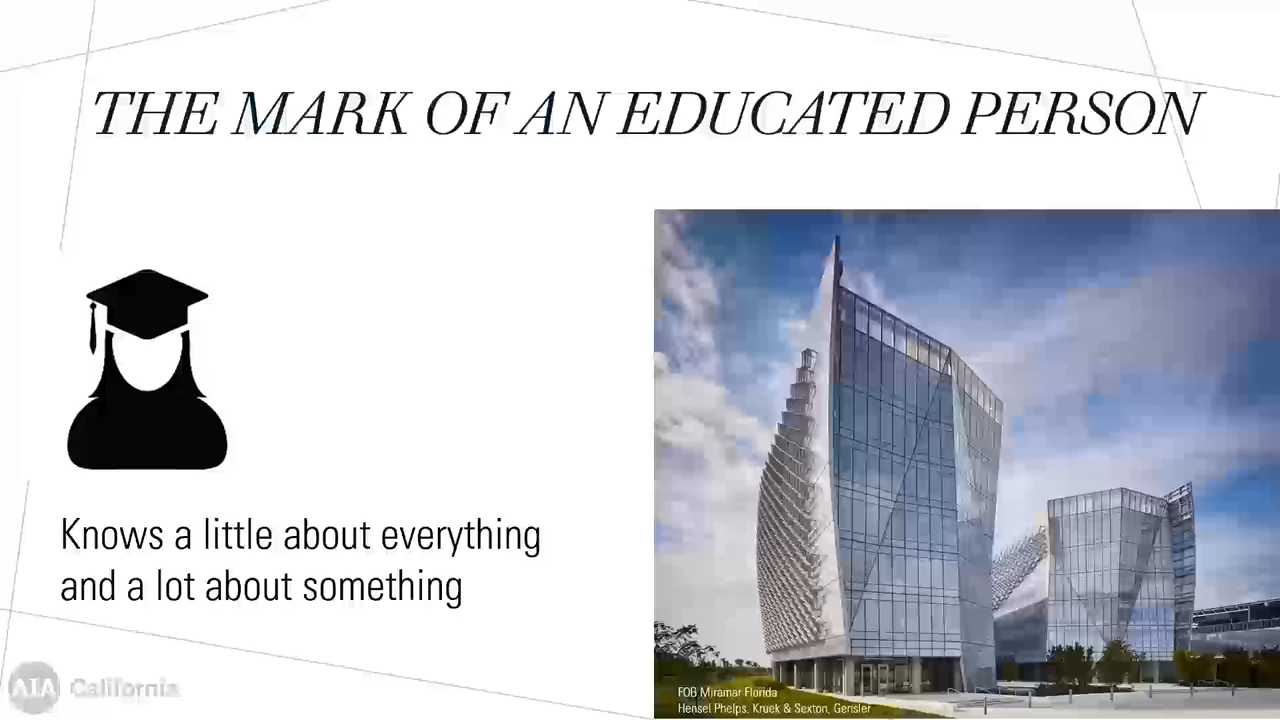 THE MARK OF AN EDUCATED PERSON
Knows a little about everything
and a lot about something
FOB Miramar Florida
Hensel Phelps, Kruek & Sexton, Gensler
AIA California